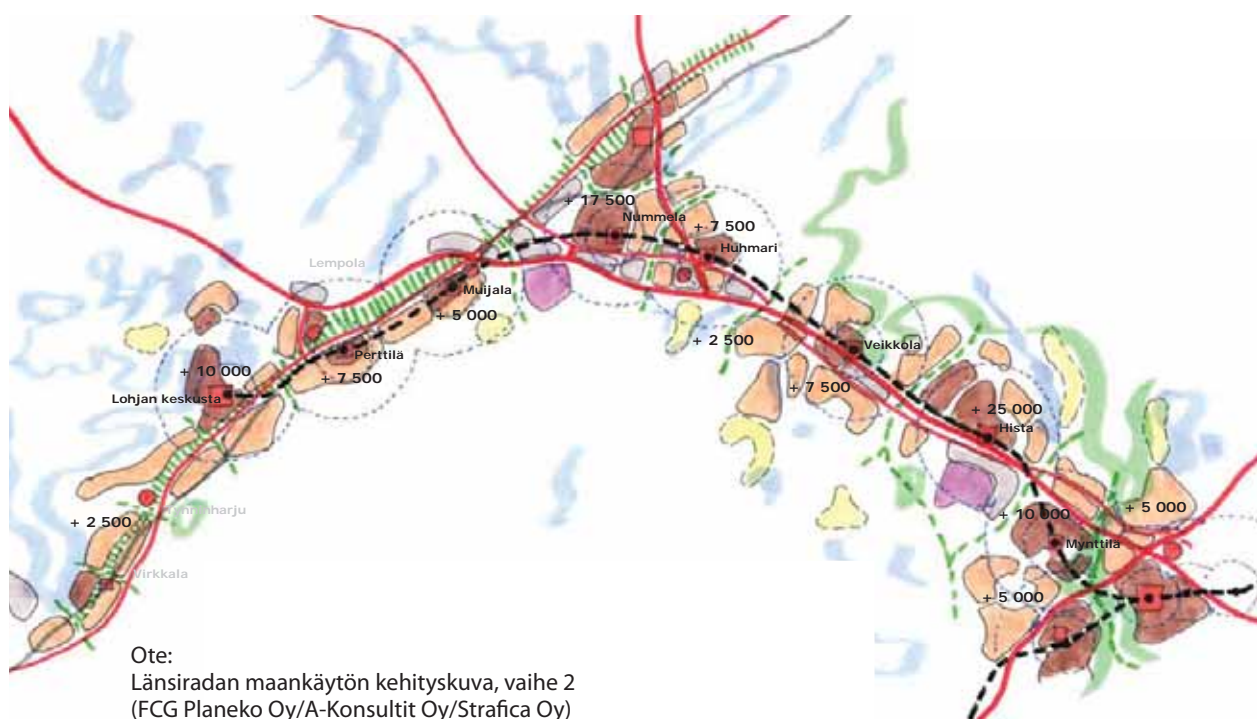 + 17 500
Nummela
+ 7 500
Huhmari
Lempola
Muijala
+ 5 000
+ 2 500
Veikkola
Perttilä
+ 7 500
+ 10 000
Lohjan keskusta
+ 7 500
+ 25 000
Hista
+ 2 500
Virkkala
+ 10 000
+ 5 000
Mynttilä
+ 5 000
Ote:
Länsiradan maankäytön kehityskuva, vaihe 2
(FCG Planeko Oy/A-Konsultit Oy/Strafica Oy)